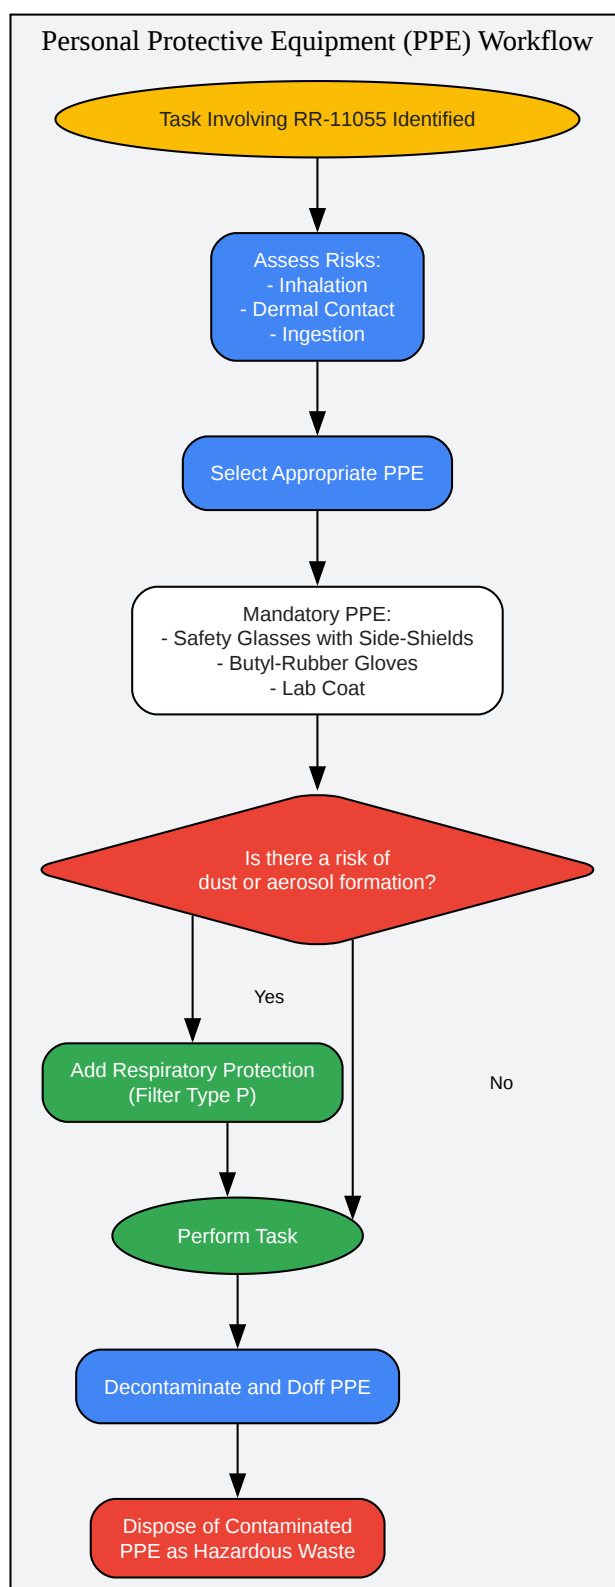 Personal Protective Equipment (PPE) Workflow
Task Involving RR-11055 Identified
Assess Risks:
- Inhalation
- Dermal Contact
- Ingestion
Select Appropriate PPE
Mandatory PPE:
- Safety Glasses with Side-Shields
- Butyl-Rubber Gloves
- Lab Coat
Is there a risk of
dust or aerosol formation?
Yes
Add Respiratory Protection
(Filter Type P)
No
Perform Task
Decontaminate and Doff PPE
Dispose of Contaminated
PPE as Hazardous Waste